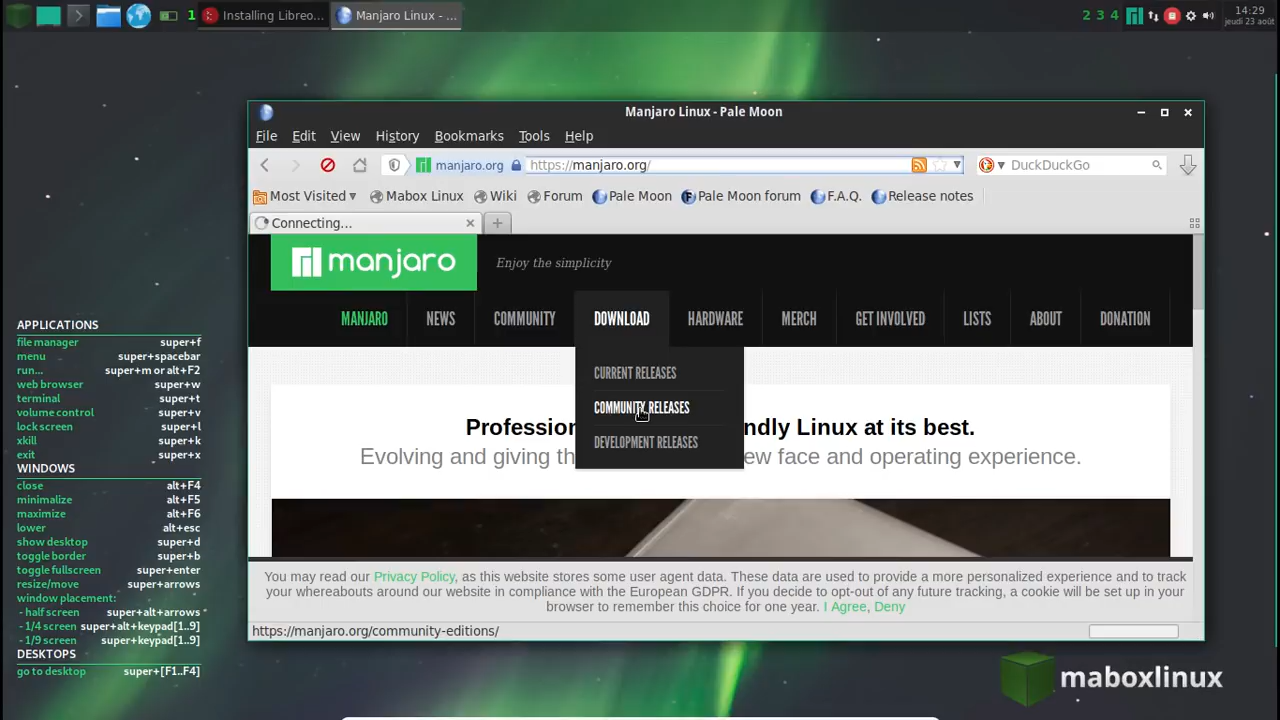 1
Installing Libreo...
Manjaro Linux - ...
2 3 4
14:29
jeudi 23 août
Manjaro Linux - Pale Moon
File Edit View History Bookmarks Tools Help
manjaro.org https://manjaro.org/ DuckDuckGo
Most Visited Mabox Linux Wiki Forum Pale Moon Pale Moon forum F.A.Q. Release notes
Connecting...
manjaro Enjoy the simplicity
MANJARO NEWS COMMUNITY DOWNLOAD HARDWARE MERCH GET INVOLVED LISTS ABOUT DONATION
CURRENT RELEASES
COMMUNITY RELEASES
DEVELOPMENT RELEASES
Profession ndly Linux at its best.
Evolving and giving th ew face and operating experience.
You may read our Privacy Policy, as this website stores some user agent data. These data are used to provide a more personalized experience and to track
your whereabouts around our website in compliance with the European GDPR. If you decide to opt-out of any future tracking, a cookie will be set up in your
browser to remember this choice for one year. I Agree, Deny
https://manjaro.org/community-editions/
APPLICATIONS
file manager super+f
menu super+spacebar
run... super+m or alt+F2
web browser super+w
terminal super+t
volume control super+v
lock screen super+l
xkill super+k
exit super+x
WINDOWS
close alt+F4
minimalize alt+F5
maximize alt+F6
lower alt+esc
show desktop super+d
toggle border super+b
toggle fullscreen super+enter
resize/move super+arrows
window placement:
- half screen super+alt+arrows
- 1/4 screen super+alt+keypad[1..9]
- 1/9 screen super+keypad[1..9]
DESKTOPS
go to desktop super+[F1..F4]
maboxlinux